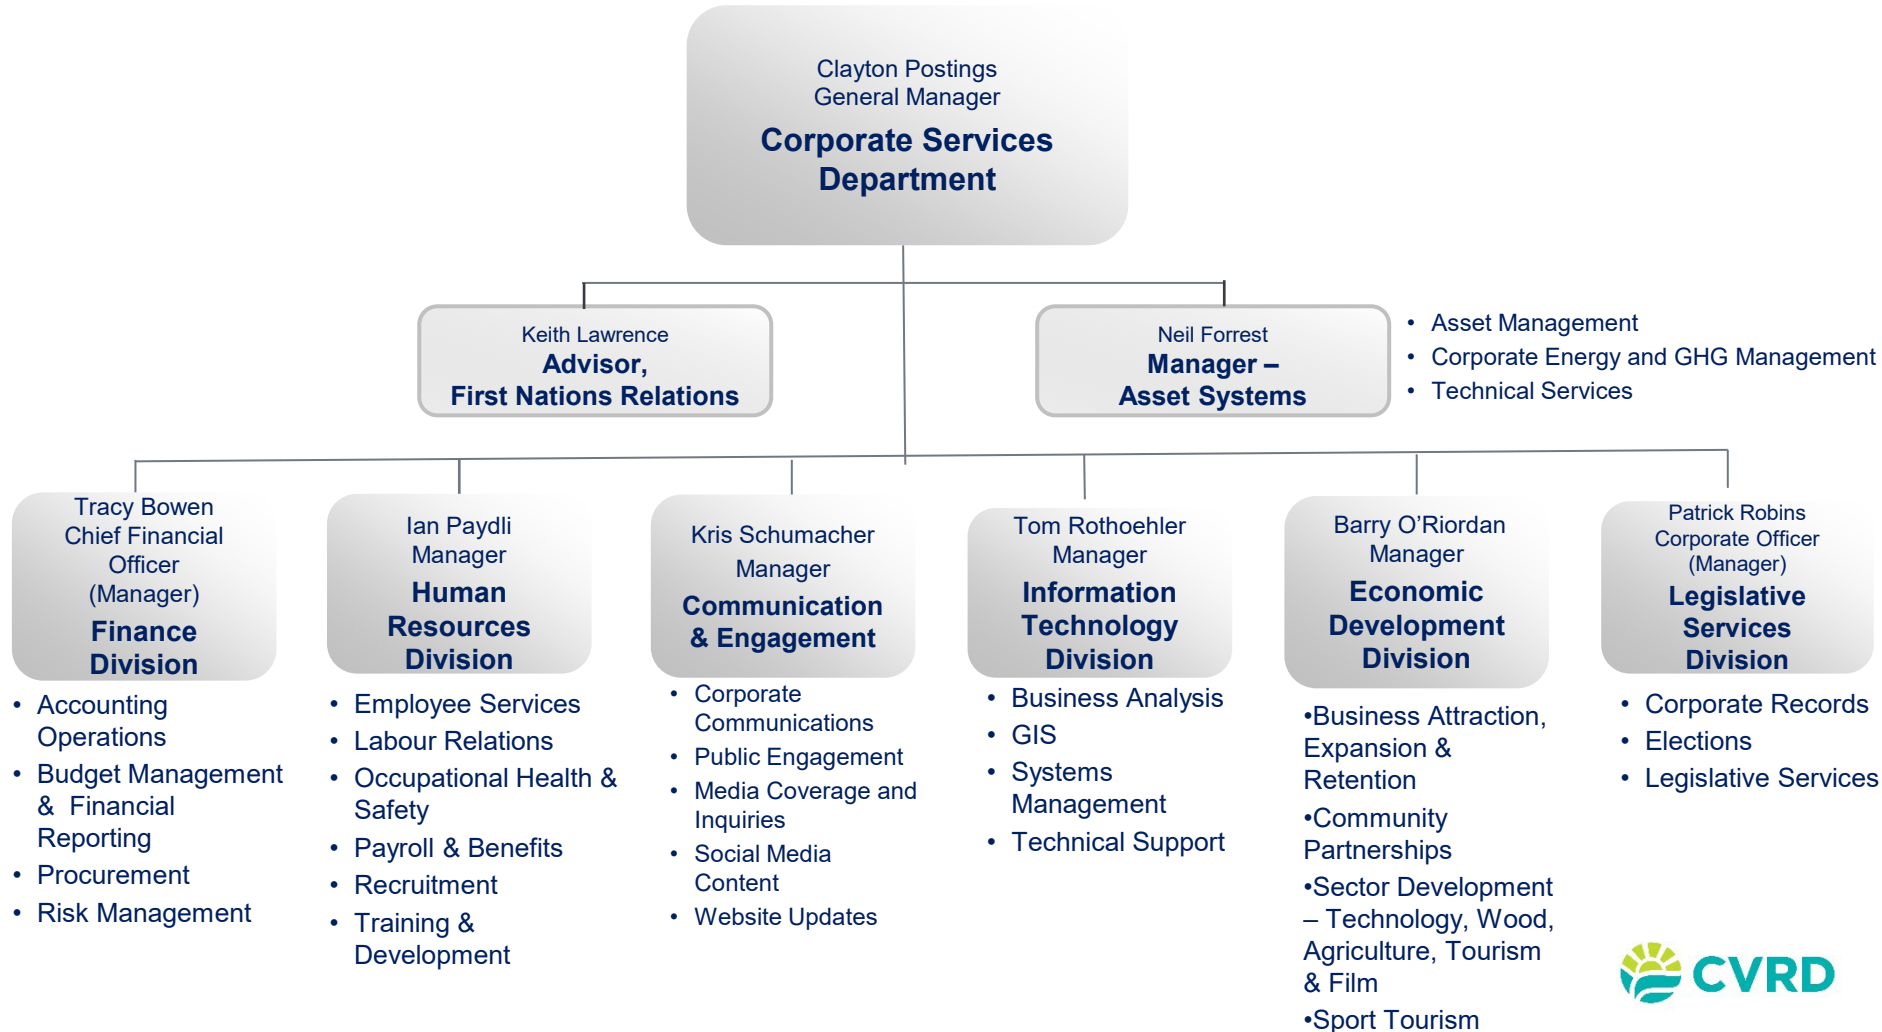 Clayton Postings
General Manager
Corporate Services
Department
Keith Lawrence
Advisor,
First Nations Relations
Neil Forrest
Manager –
Asset Systems
• Asset Management
• Corporate Energy and GHG Management
• Technical Services
Tracy Bowen
Chief Financial
Officer
(Manager)
Finance
Division
• Accounting
Operations
• Budget Management
& Financial
Reporting
• Procurement
• Risk Management
Ian Paydli
Manager
Human
Resources
Division
• Employee Services
• Labour Relations
• Occupational Health &
Safety
• Payroll & Benefits
• Recruitment
• Training &
Development
Kris Schumacher
Manager
Communication
& Engagement
• Corporate
Communications
• Public Engagement
• Media Coverage and
Inquiries
• Social Media
Content
• Website Updates
Tom Rothoehler
Manager
Information
Technology
Division
• Business Analysis
• GIS
• Systems
Management
• Technical Support
Barry O’Riordan
Manager
Economic
Development
Division
•Business Attraction,
Expansion &
Retention
•Community
Partnerships
•Sector Development
– Technology, Wood,
Agriculture, Tourism
& Film
•Sport Tourism
Patrick Robins
Corporate Officer
(Manager)
Legislative
Services
Division
• Corporate Records
• Elections
• Legislative Services
CVRD